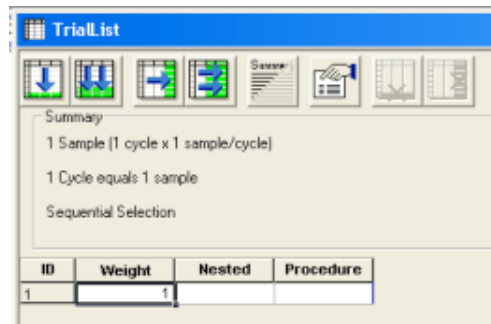 TrialList
Summary
Summary
1 Sample (1 cycle x 1 sample/cycle)
1 Cycle equals 1 sample
Sequential Selection
ID Weight Nested Procedure
1 1